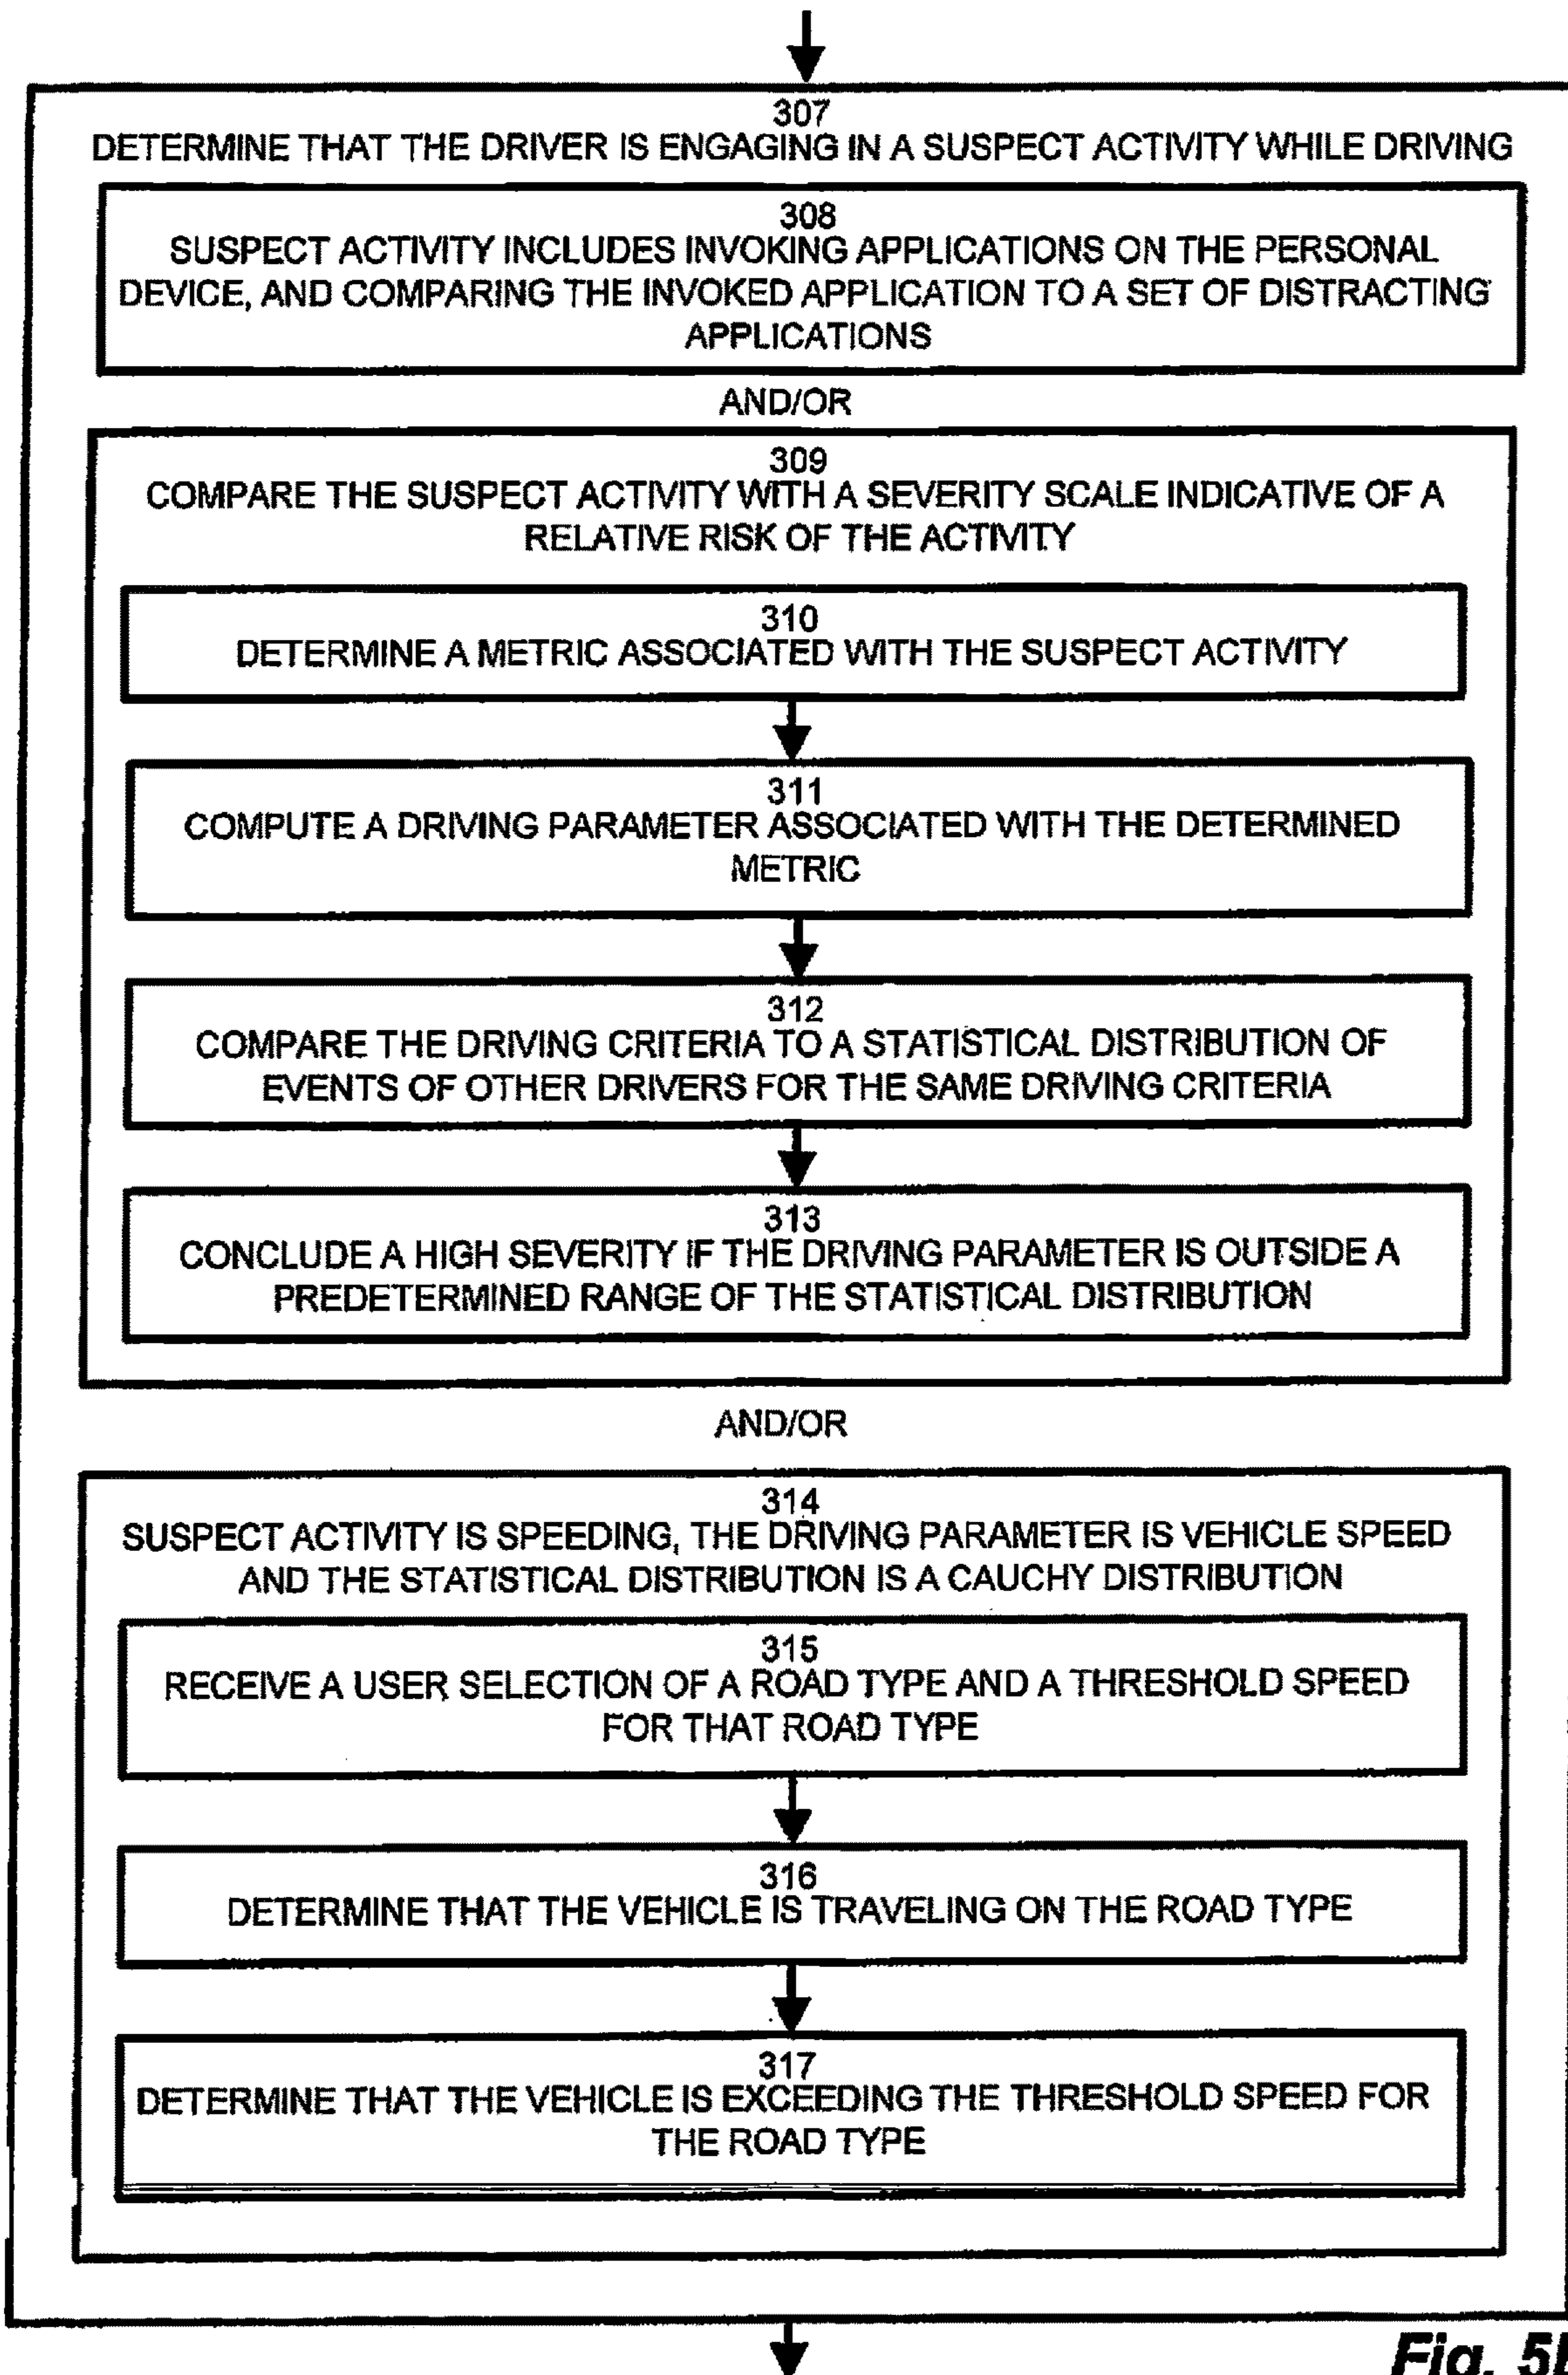 307
DETERMINE THAT THE DRIVER IS ENGAGING IN A SUSPECT ACTIVITY WHILE DRIVING
308
SUSPECT ACTIVITY INCLUDES INVOKING APPLICATIONS ON THE PERSONAL
DEVICE, AND COMPARING THE INVOKED APPLICATION TO A SET OF DISTRACTING
APPLICATIONS
AND/OR
309
COMPARE THE SUSPECT ACTIVITY WITH A SEVERITY SCALE INDICATIVE OF A
RELATIVE RISK OF THE ACTIVITY
310
DETERMINE A METRIC ASSOCIATED WITH THE SUSPECT ACTIVITY
311
COMPUTE A DRIVING PARAMETER ASSOCIATED WITH THE DETERMINED
METRIC
312
COMPARE THE DRIVING CRITERIA TO A STATISTICAL DISTRIBUTION OF
EVENTS OF OTHER DRIVERS FOR THE SAME DRIVING CRITERIA
313
CONCLUDE A HIGH SEVERITY IF THE DRIVING PARAMETER IS OUTSIDE A
PREDETERMINED RANGE OF THE STATISTICAL DISTRIBUTION
AND/OR
314
SUSPECT ACTIVITY IS SPEEDING, THE DRIVING PARAMETER IS VEHICLE SPEED
AND THE STATISTICAL DISTRIBUTION IS A CAUCHY DISTRIBUTION
315
RECEIVE A USER SELECTION OF A ROAD TYPE AND A THRESHOLD SPEED
FOR THAT ROAD TYPE
316
DETERMINE THAT THE VEHICLE IS TRAVELING ON THE ROAD TYPE
317
DETERMINE THAT THE VEHICLE IS EXCEEDING THE THRESHOLD SPEED FOR
THE ROAD TYPE
Fig.